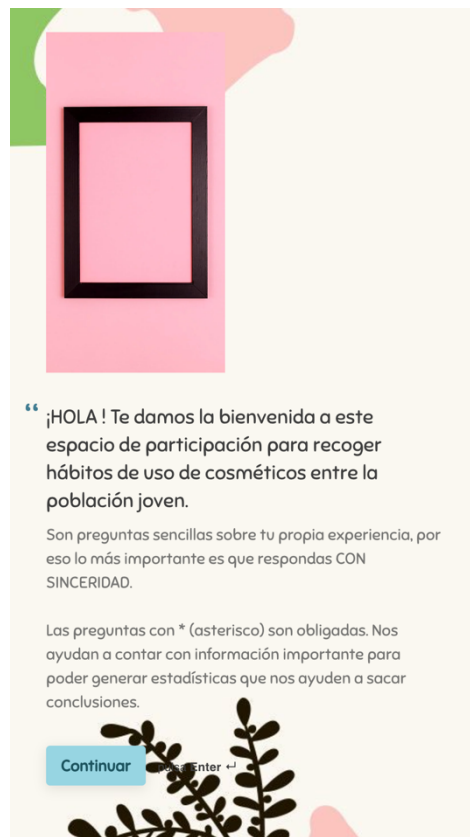 “ ¡HOLA ! Te damos la bienvenida a este
espacio de participación para recoger
hábitos de uso de cosméticos entre la
población joven.
Son preguntas sencillas sobre tu propia experiencia, por
eso lo más importante es que respondas CON
SINCERIDAD.
Las preguntas con * (asterisco) son obligadas. Nos
ayudan a contar con información importante para
poder generar estadísticas que nos ayuden a sacar
conclusiones.
Continuar
Enter ↵